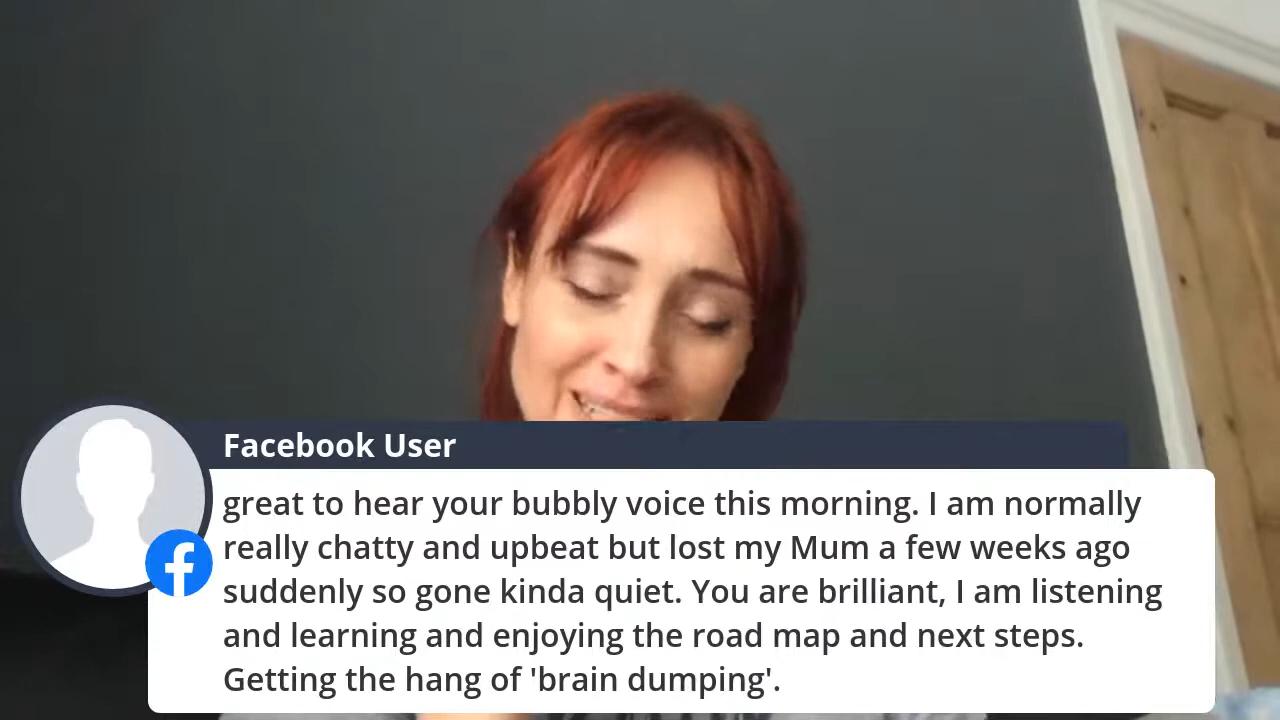 Facebook User
great to hear your bubbly voice this morning. I am normally
really chatty and upbeat but lost my Mum a few weeks ago
suddenly so gone kinda quiet. You are brilliant, I am listening
and learning and enjoying the road map and next steps.
Getting the hang of 'brain dumping'.